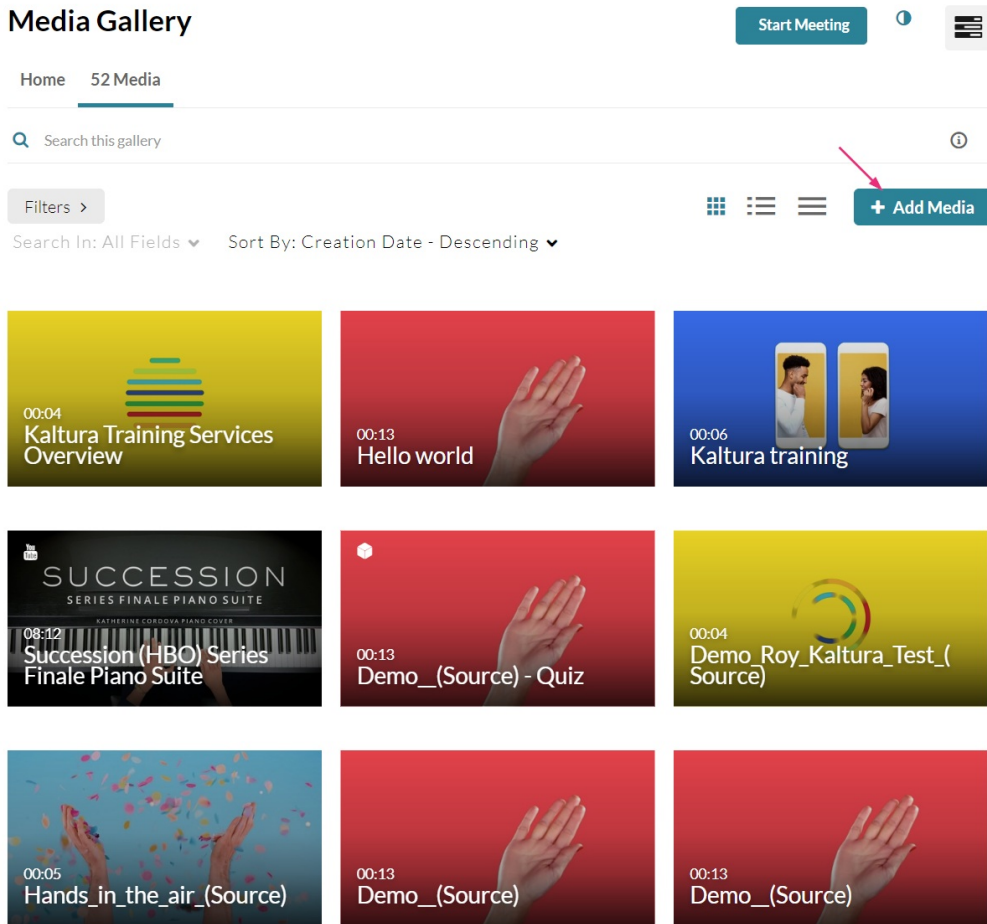 Media Gallery
Start Meeting
Home
52 Media
Search this gallery
Filters >
+ Add Media
Search In: All Fields
Sort By: Creation Date - Descending
00:04
Kaltura Training Services
Overview
00:13
Hello world
00:06
Kaltura training
You
Tube
SUCCESSION
SERIES FINALE PIANO SUITE
KATHERINE CORDOVA PIANO COVER
08:12
Succession (HBO) Series
Finale Piano Suite
00:13
Demo__(Source) - Quiz
00:04
Demo_Roy_Kaltura_Test_(
Source)
00:05
Hands_in_the_air_(Source)
00:13
Demo__(Source)
00:13
Demo__(Source)